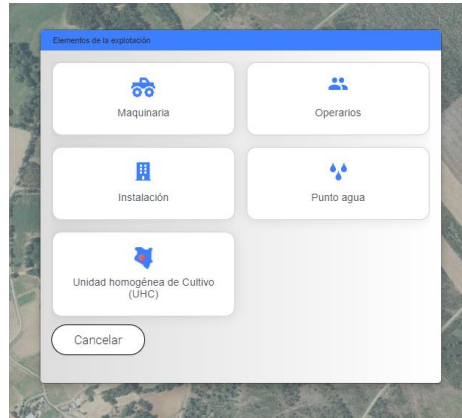 Elementos de la explotación
Maquinaria
Operarios
Instalación
Punto agua
Unidad homogénea de Cultivo
(UHC)
Cancelar